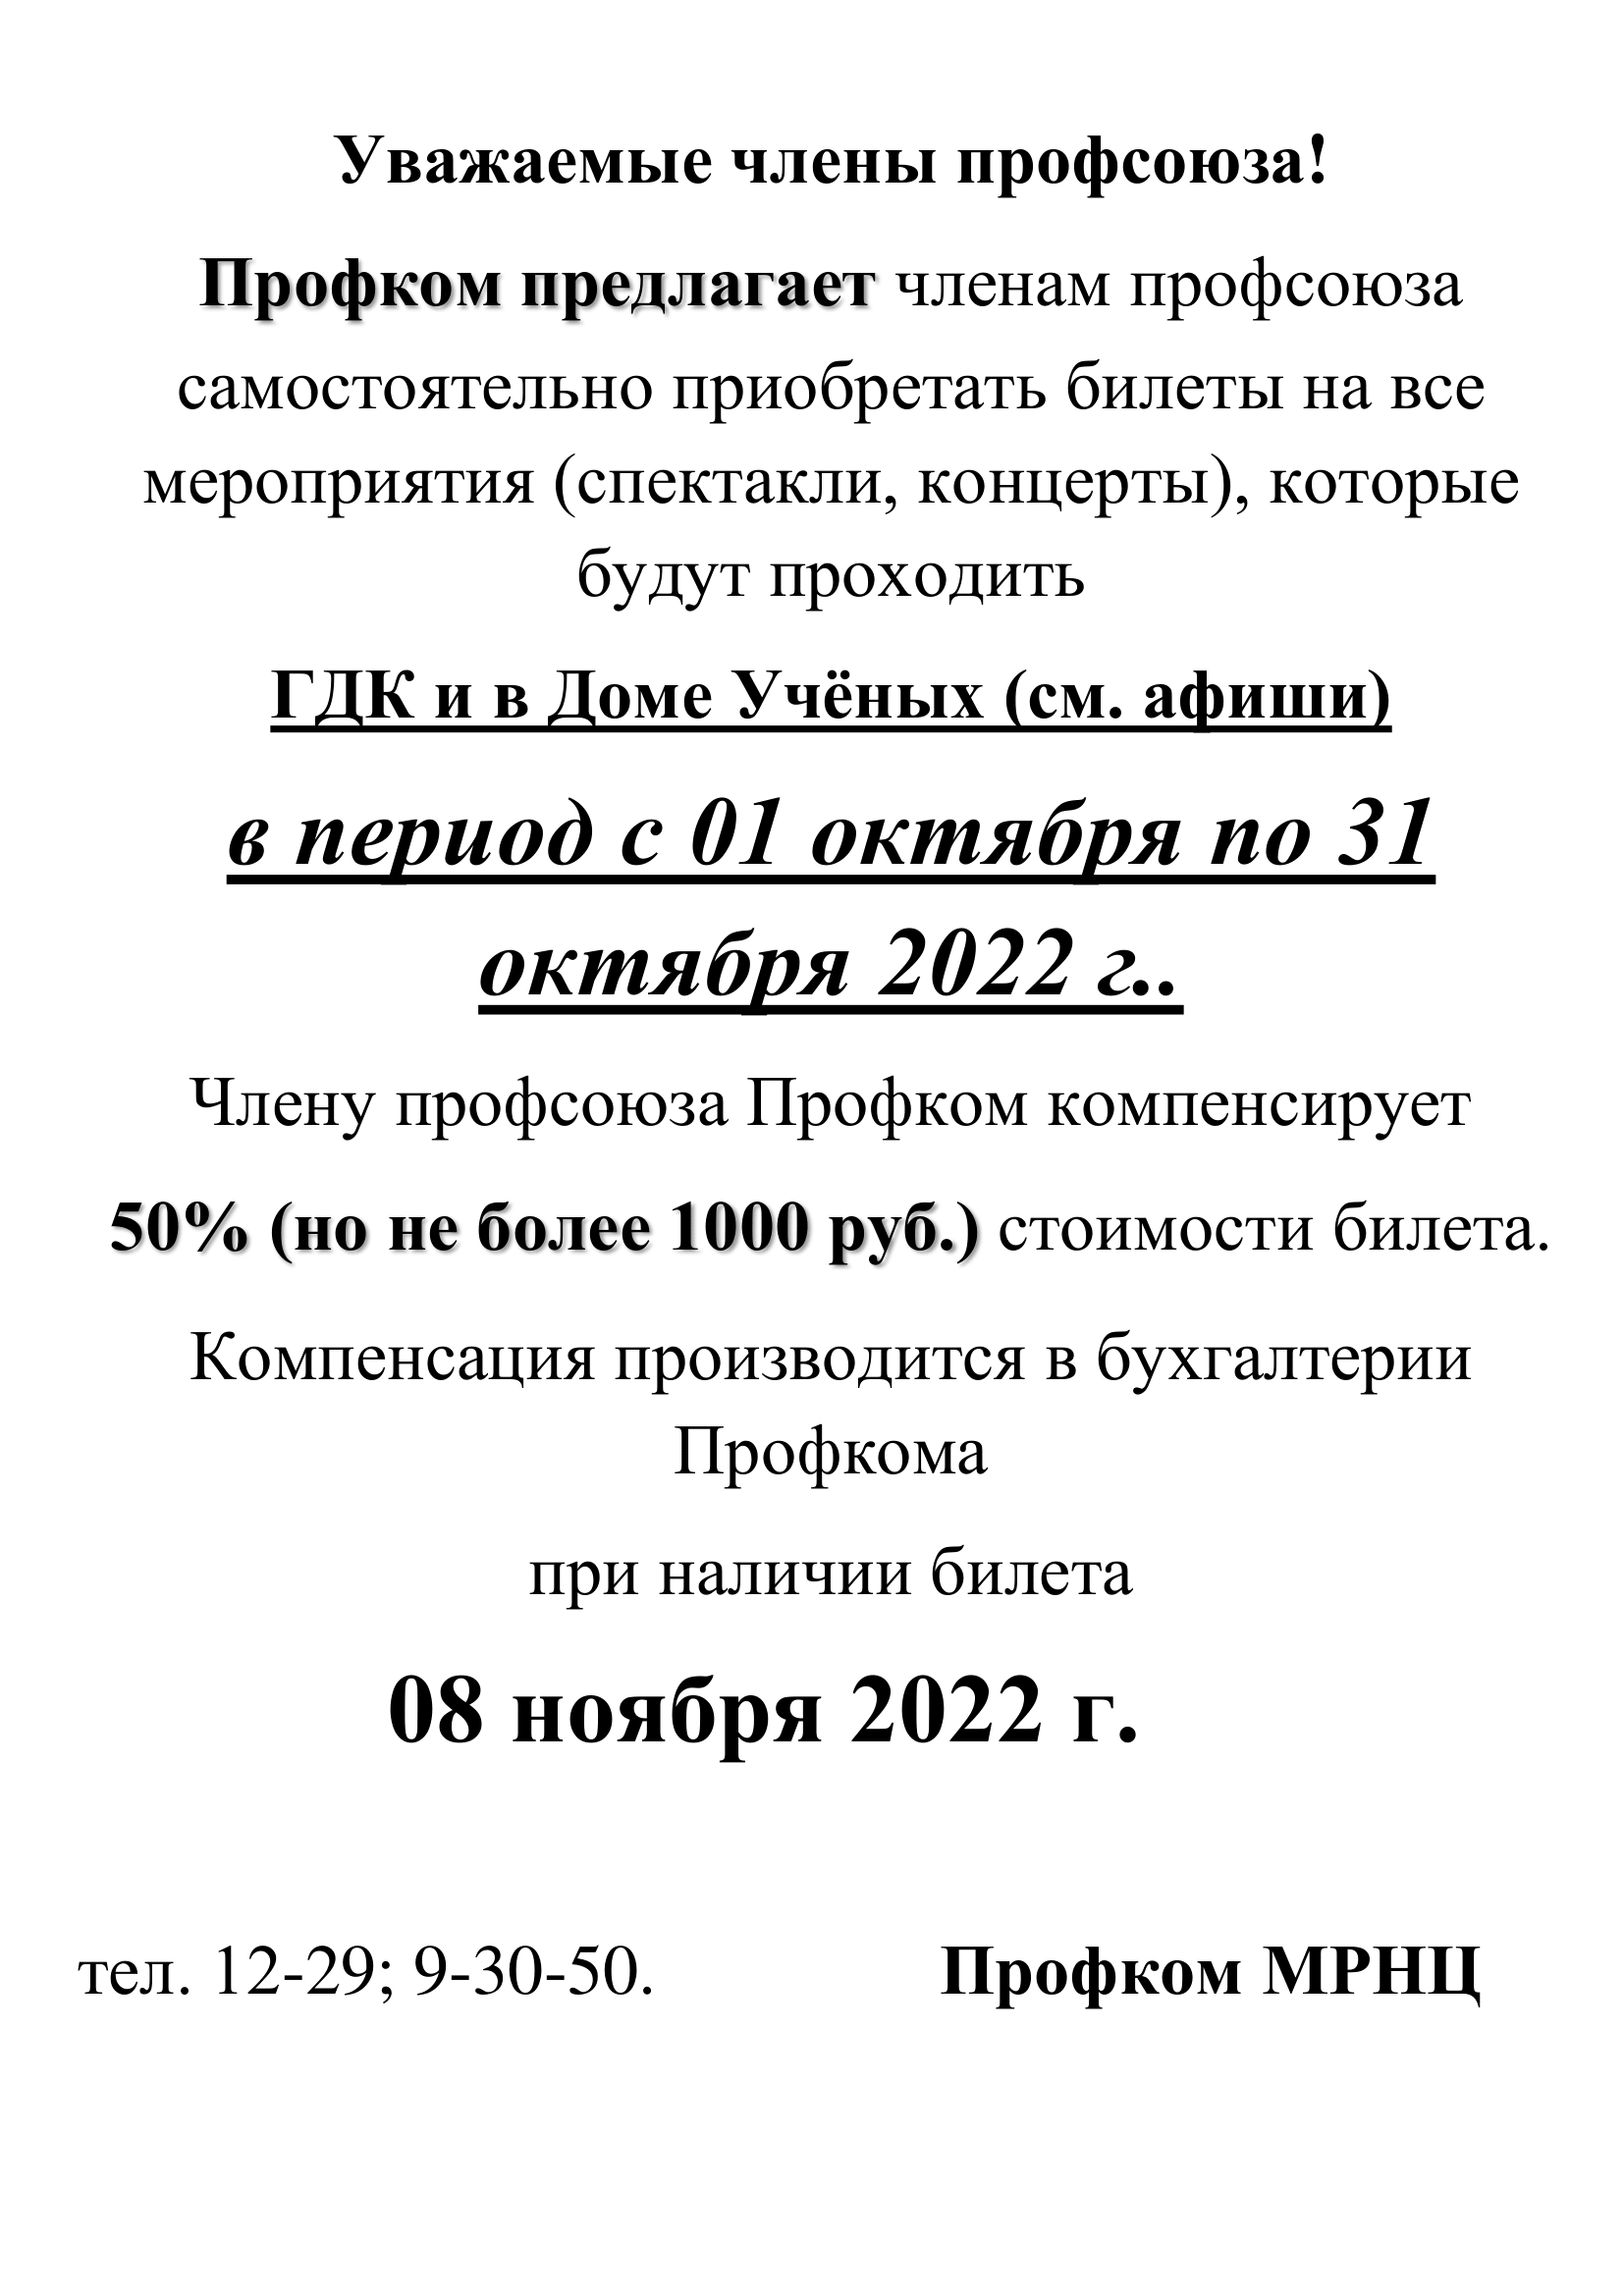 Уважаемые члены профсоюза!
Профком предлагает членам профсоюза
самостоятельно приобретать билеты на все
мероприятия (спектакли, концерты), которые
будут проходить
ГДК и в Доме Учёных (см. афиши)
в период с 01 октября по 31
октября 2022 г..
Члену профсоюза Профком компенсирует
50% (но не более 1000 руб.) стоимости билета.
Компенсация производится в бухгалтерии
Профкома
при наличии билета
08 ноября 2022 г.
тел. 12-29; 9-30-50. Профком МРНЦ